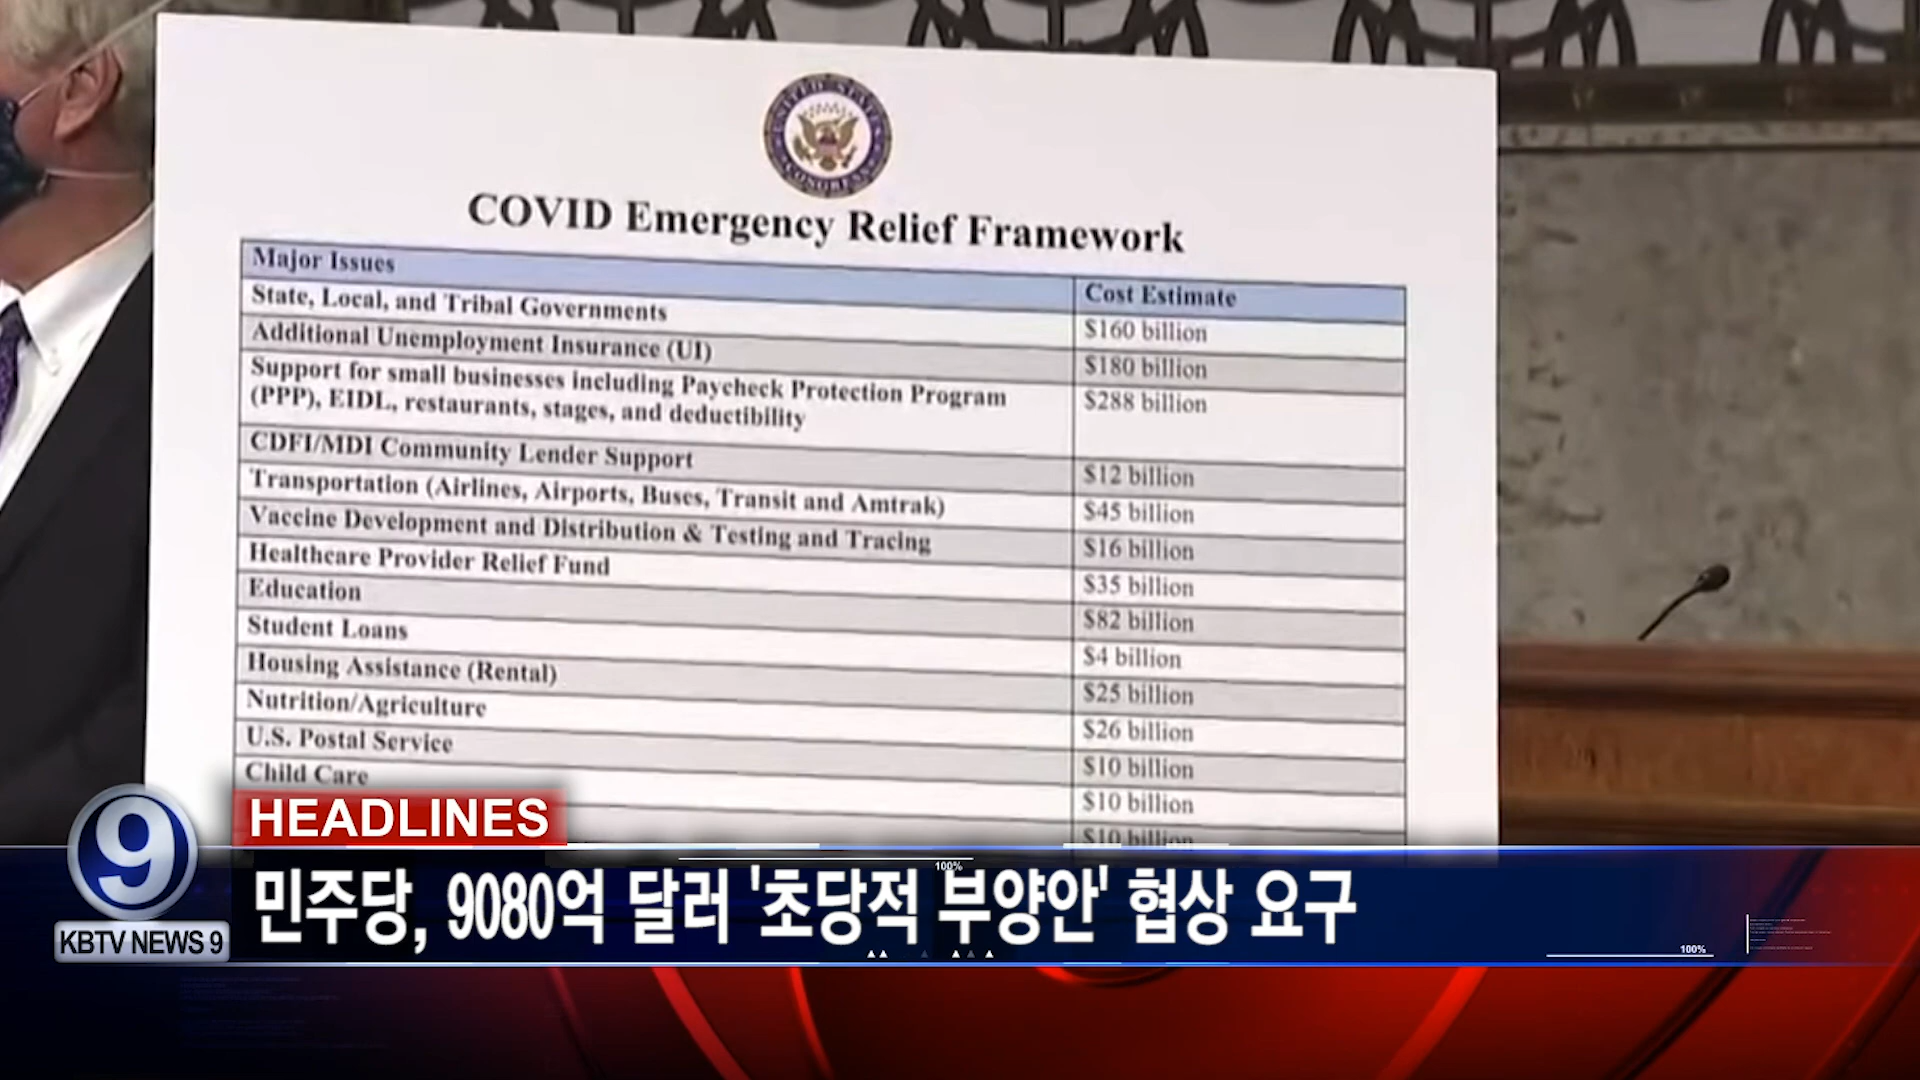 UNITED STATES
CONGRESS
COVID Emergency Relief Framework
Major Issues
Cost Estimate
State, Local, and Tribal Governments
$160 billion
Additional Unemployment Insurance (UI)
$180 billion
Support for small businesses including Paycheck Protection Program
(PPP), EIDL, restaurants, stages, and deductibility
$288 billion
CDFI/MDI Community Lender Support
$12 billion
Transportation (Airlines, Airports, Buses, Transit and Amtrak)
$45 billion
Vaccine Development and Distribution & Testing and Tracing
$16 billion
Healthcare Provider Relief Fund
$35 billion
Education
$82 billion
Student Loans
$4 billion
Housing Assistance (Rental)
$25 billion
Nutrition/Agriculture
$26 billion
U.S. Postal Service
$10 billion
Child Care
$10 billion
$10 billion
HEADLINES
9
KBTV NEWS 9
100%
민주당, 9080억 달러 '초당적 부양안' 협상 요구
100%